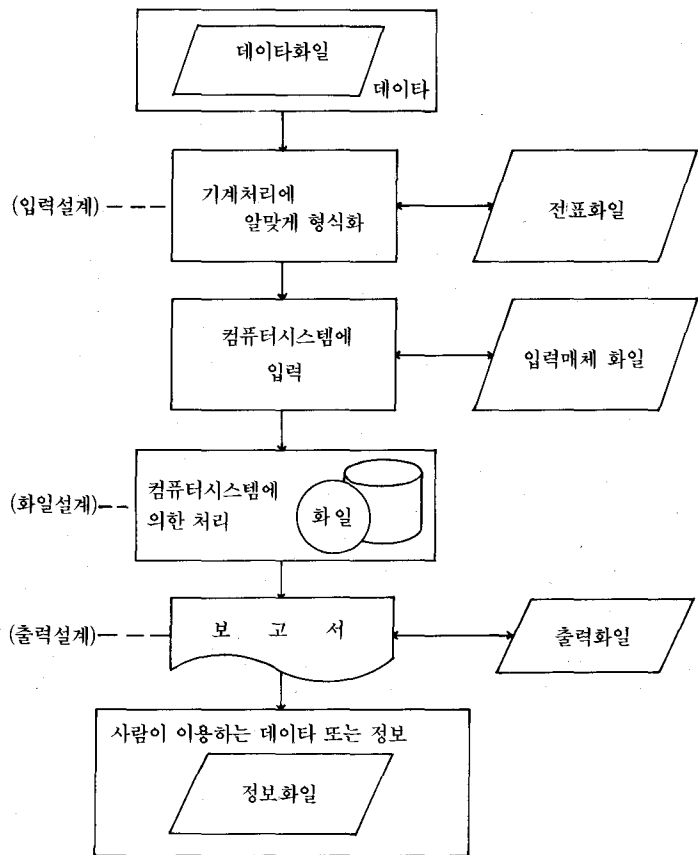 데이타화일
데이타
(입력설계)
기계처리에
알맞게 형식화
전표화일
컴퓨터시스템에
입력
입력매체 화일
(화일설계)
컴퓨터시스템에
의한 처리
화일
(출력설계)
보 고 서
출력화일
사람이 이용하는 데이타 또는 정보
정보화일